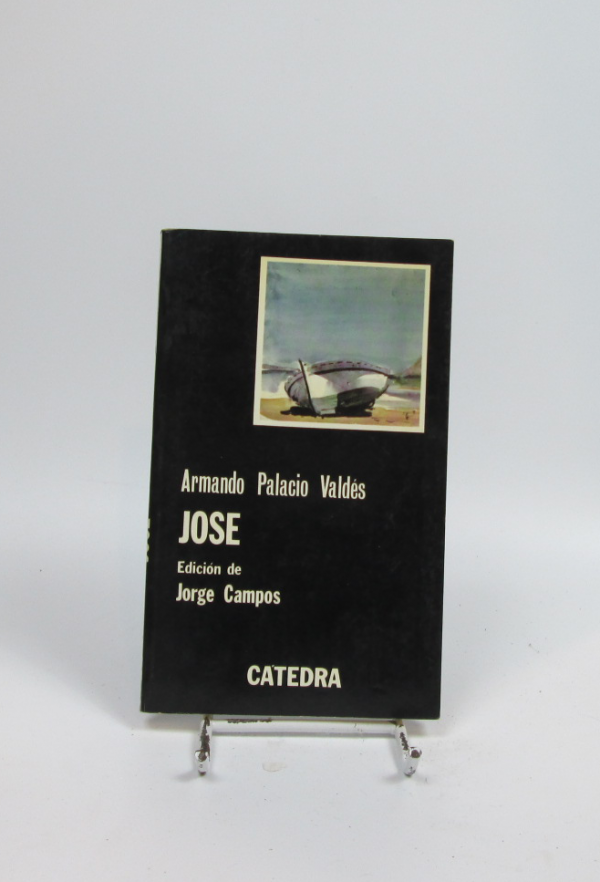 Armando Palacio Valdés
JOSE
Edición de
Jorge Campos
CATEDRA